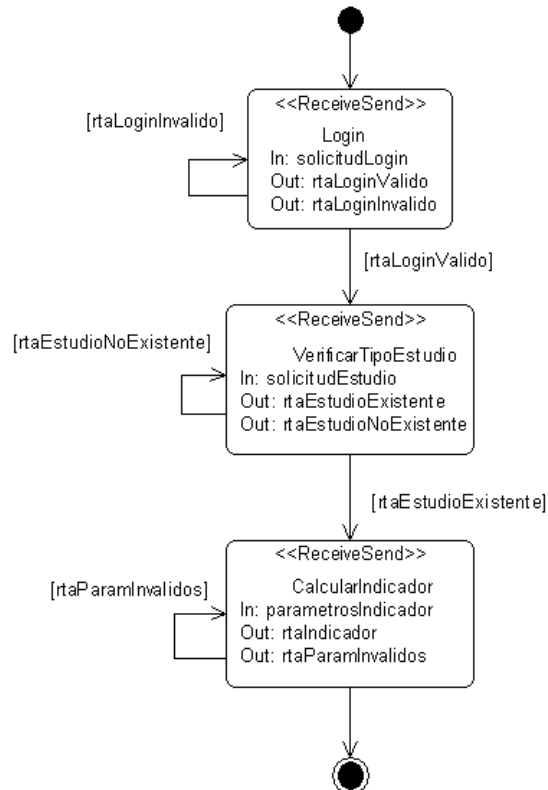 <<ReceiveSend>>
[rtaLoginInvalido]
Login
In: solicitudLogin
Out: rtaLoginValido
Out: rtaLoginInvalido
[rtaLoginValido]
<<ReceiveSend>>
[rtaEstudioNoExistente]
VerificarTipoEstudio
In: solicitudEstudio
Out: rtaEstudioExistente
Out: rtaEstudioNoExistente
[rtaEstudioExistente]
<<ReceiveSend>>
[rtaParamInvalidos]
CalcularIndicador
In: parametrosIndicador
Out: rtaIndicador
Out: rtaParamInvalidos